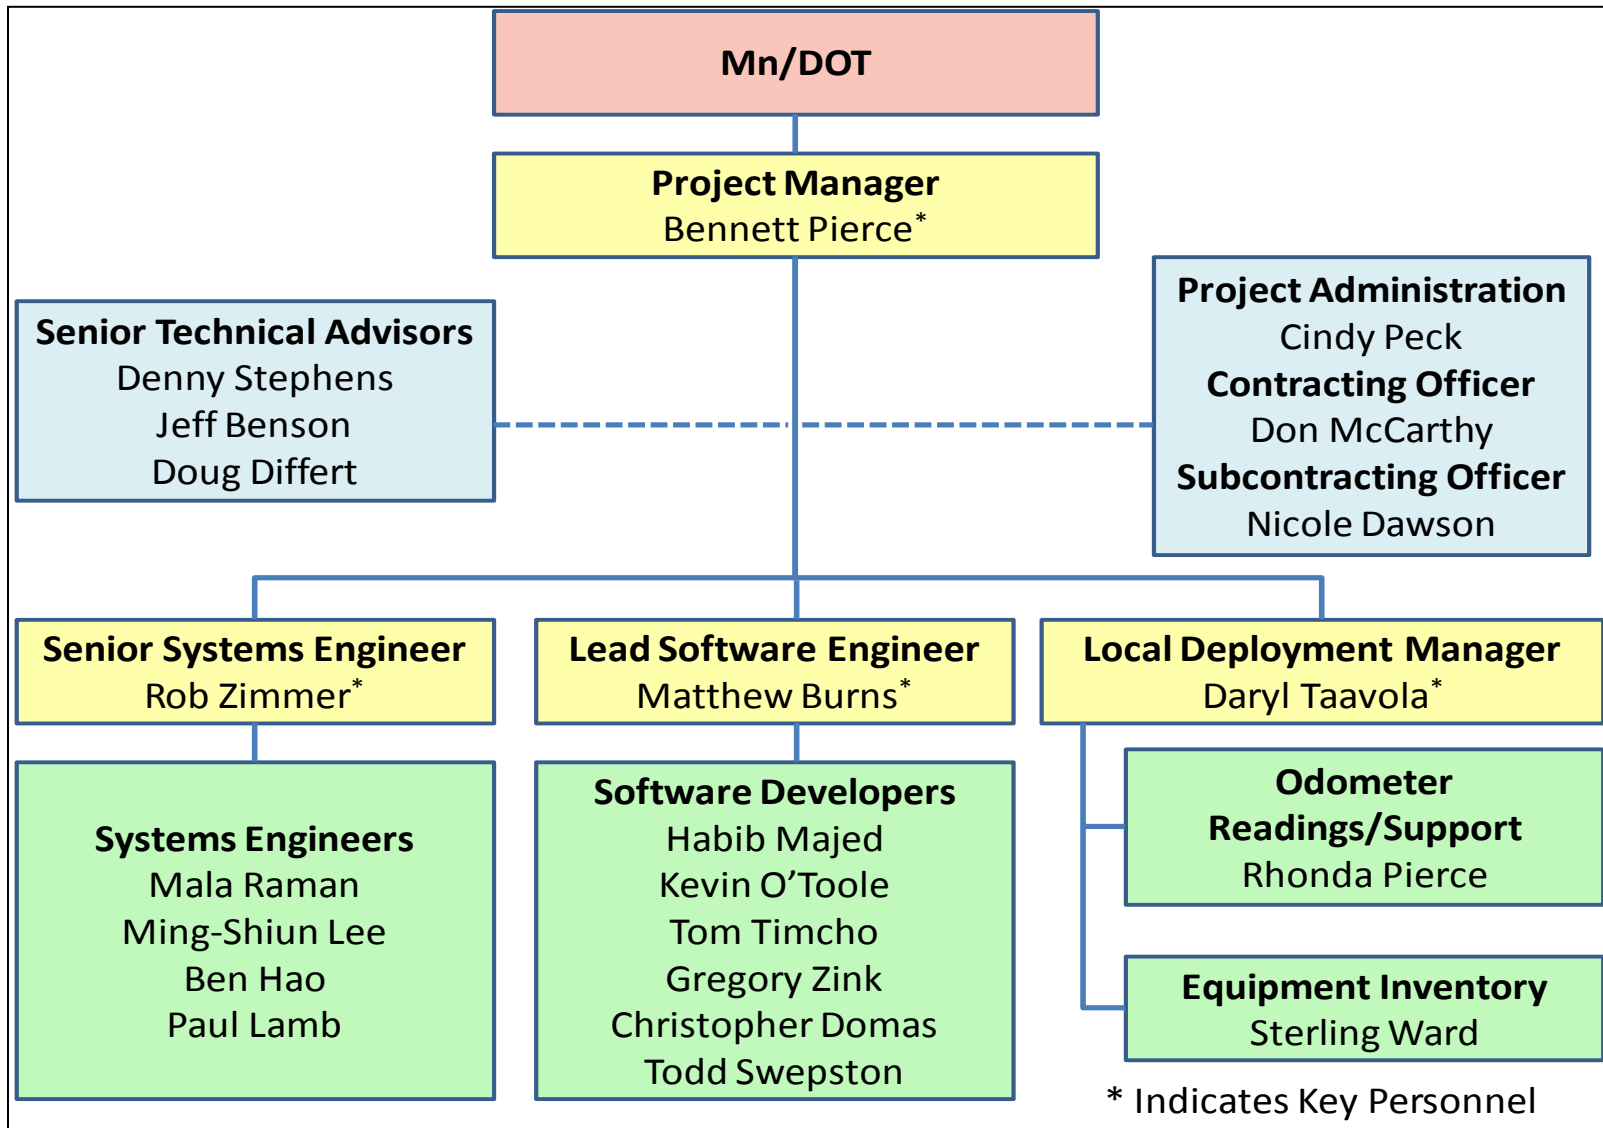 Mn/DOT
Project Manager
Bennett Pierce*
Senior Technical Advisors
Denny Stephens
Jeff Benson
Doug Differt
Project Administration
Cindy Peck
Contracting Officer
Don McCarthy
Subcontracting Officer
Nicole Dawson
Senior Systems Engineer
Rob Zimmer*
Lead Software Engineer
Matthew Burns*
Local Deployment Manager
Daryl Taavola*
Systems Engineers
Mala Raman
Ming-Shiun Lee
Ben Hao
Paul Lamb
Software Developers
Habib Majed
Kevin O’Toole
Tom Timcho
Gregory Zink
Christopher Domas
Todd Swepston
Odometer
Readings/Support
Rhonda Pierce
Equipment Inventory
Sterling Ward
* Indicates Key Personnel